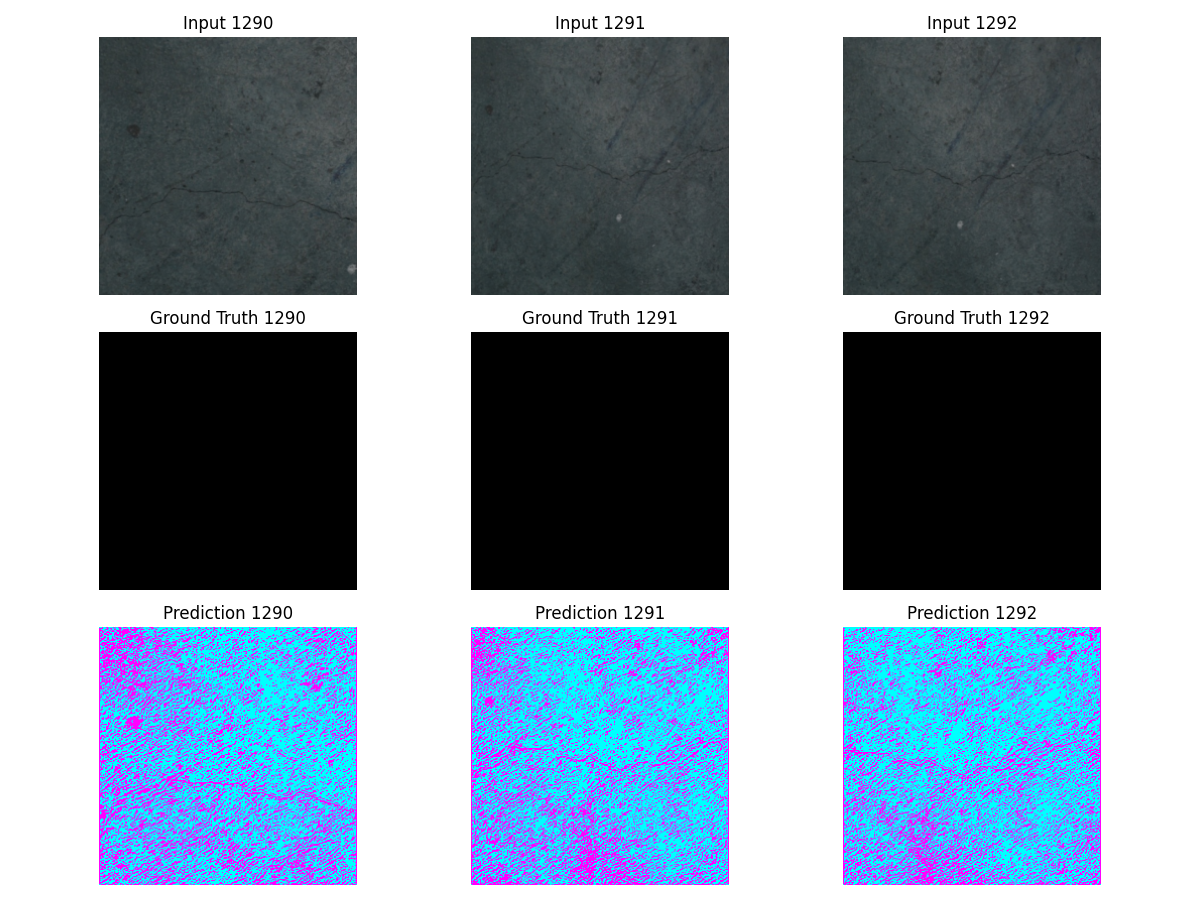 Input 1290
Input 1291
Input 1292
Ground Truth 1290
Ground Truth 1291
Ground Truth 1292
Prediction 1290
Prediction 1291
Prediction 1292